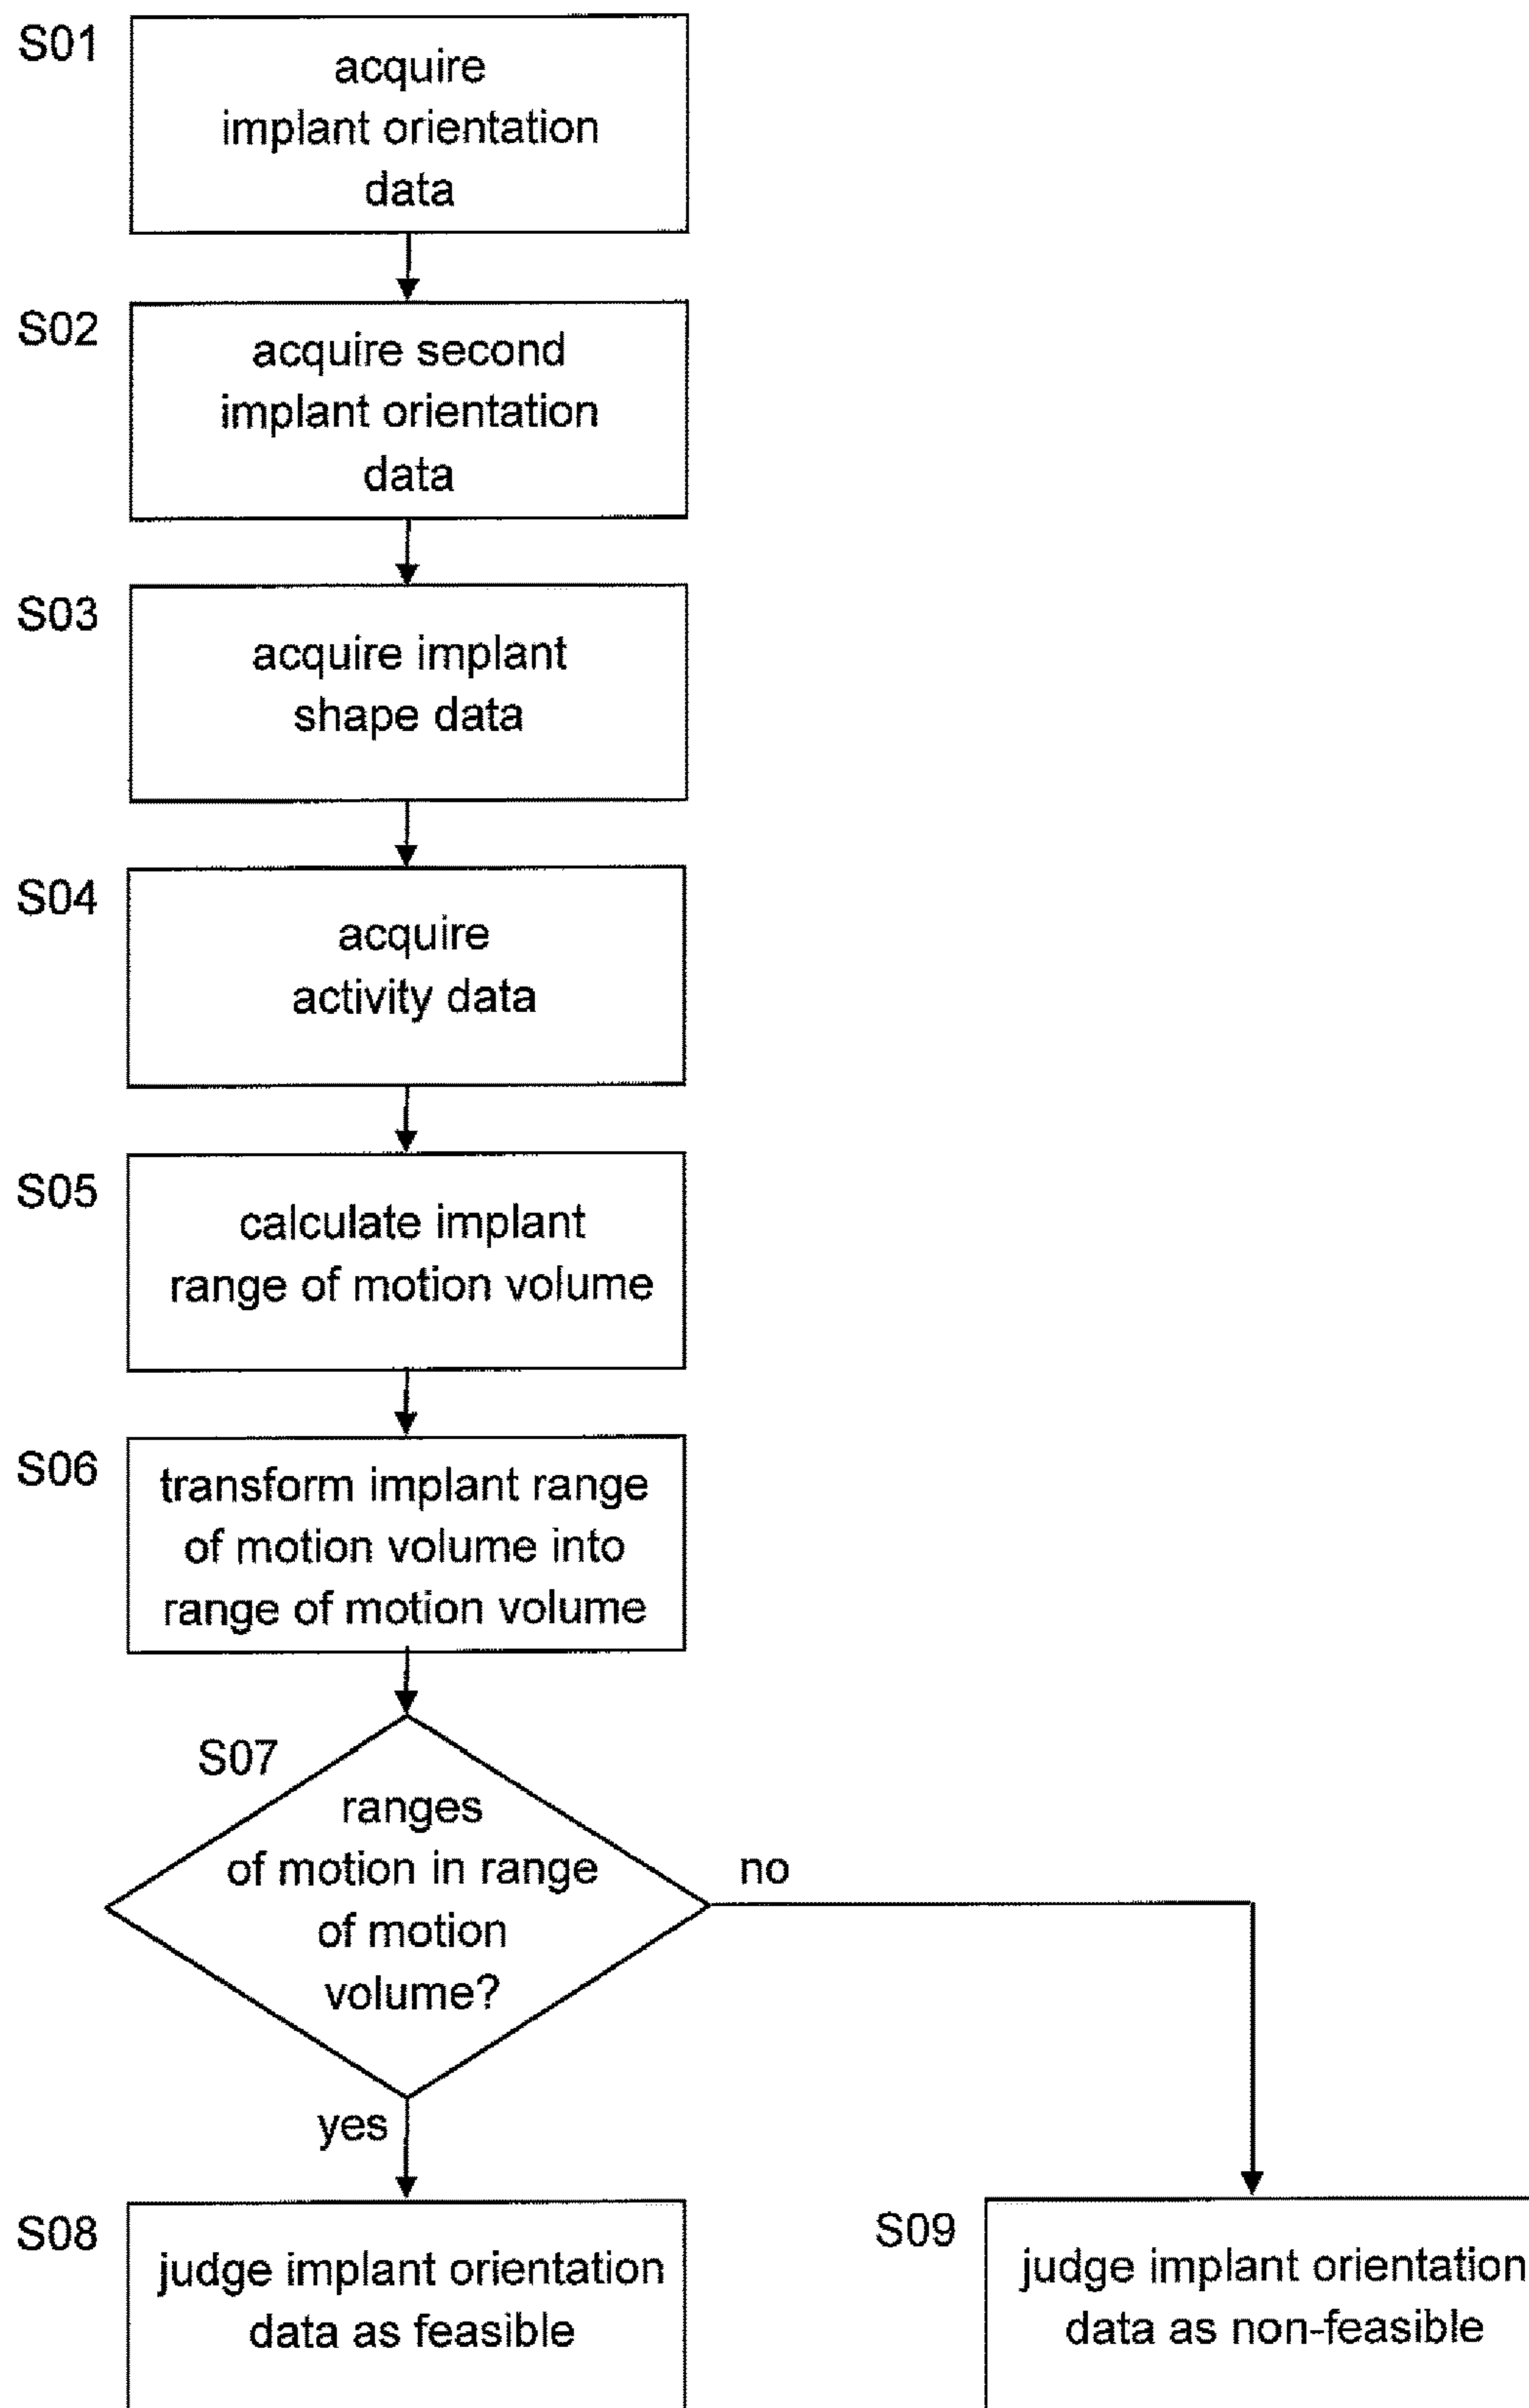 S01
acquire
implant orientation
data
S02
acquire second
implant orientation
data
S03
acquire implant
shape data
S04
acquire
activity data
S05
calculate implant
range of motion volume
S06
transform implant range
of motion volume into
range of motion volume
S07
ranges
of motion in range
of motion
volume?
no
yes
S08
judge implant orientation
data as feasible
S09
judge implant orientation
data as non-feasible